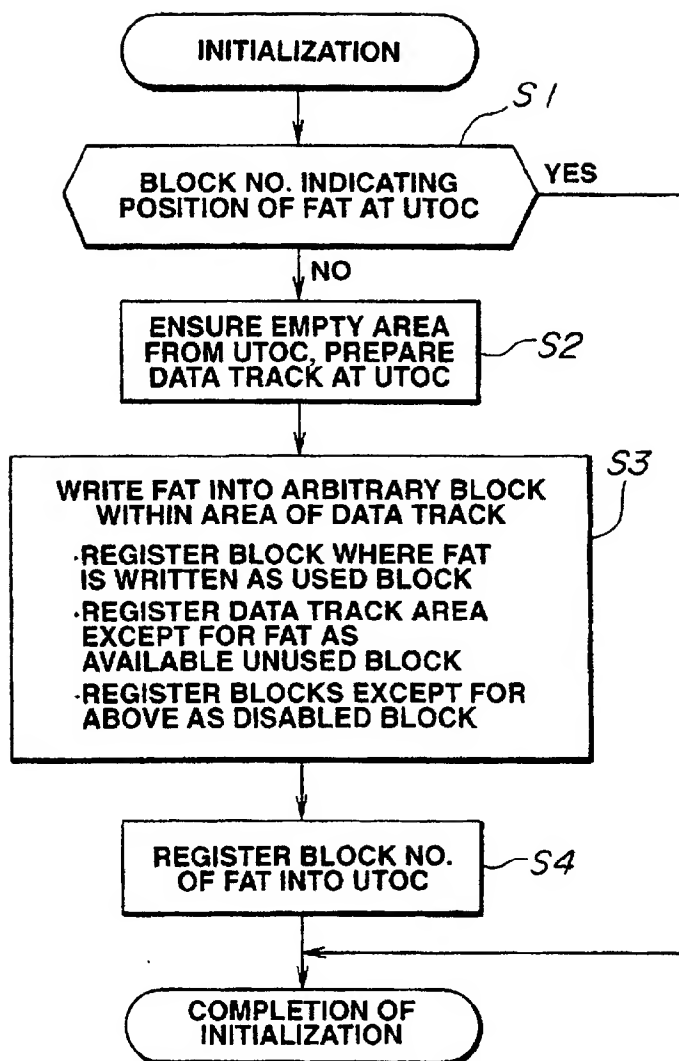 INITIALIZATION
S1
BLOCK NO. INDICATING
POSITION OF FAT AT UTOC
YES
NO
ENSURE EMPTY AREA
FROM UTOC, PREPARE
DATA TRACK AT UTOC
S2
S3
WRITE FAT INTO ARBITRARY BLOCK
WITHIN AREA OF DATA TRACK
·REGISTER BLOCK WHERE FAT
IS WRITTEN AS USED BLOCK
·REGISTER DATA TRACK AREA
EXCEPT FOR FAT AS
AVAILABLE UNUSED BLOCK
·REGISTER BLOCKS EXCEPT FOR
ABOVE AS DISABLED BLOCK
REGISTER BLOCK NO.
OF FAT INTO UTOC
S4
COMPLETION OF
INITIALIZATION